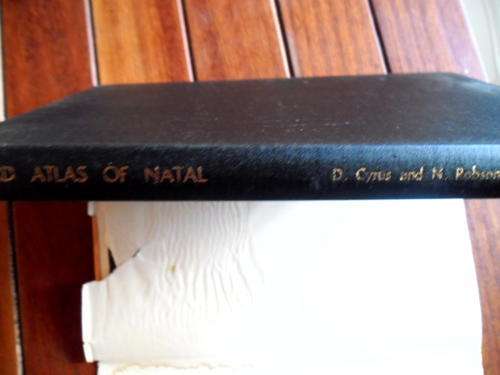 D ATLAS OF NATAL D. Cyrus and N. Robson